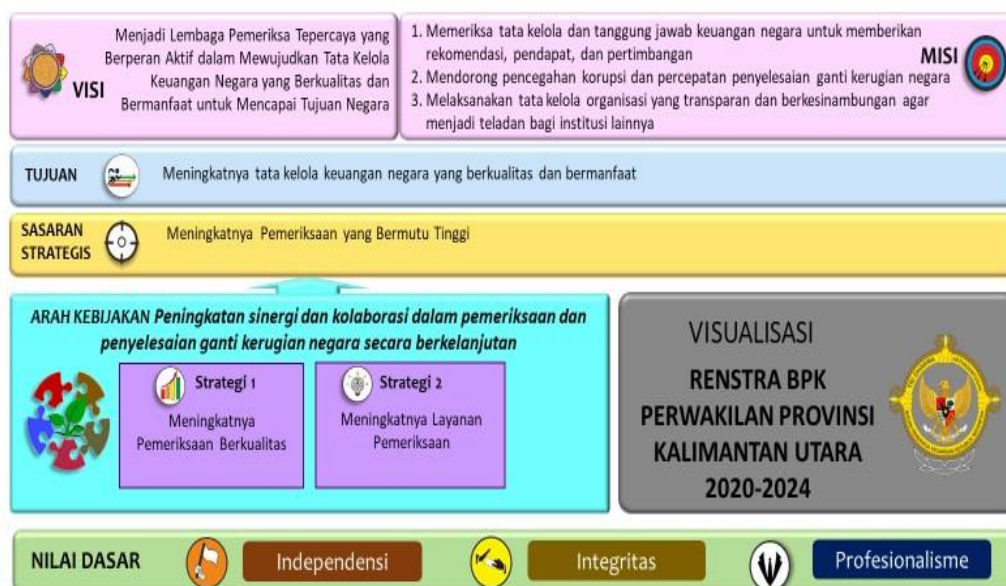 VISI
Menjadi Lembaga Pemeriksa Tepercaya yang
Berperan Aktif dalam Mewujudkan Tata Kelola
Keuangan Negara yang Berkualitas dan
Bermanfaat untuk Mencapai Tujuan Negara
MISI
1. Memeriksa tata kelola dan tanggung jawab keuangan negara untuk memberikan
rekomendasi, pendapat, dan pertimbangan
2. Mendorong pencegahan korupsi dan percepatan penyelesaian ganti kerugian negara
3. Melaksanakan tata kelola organisasi yang transparan dan berkesinambungan agar
menjadi teladan bagi institusi lainnya
TUJUAN
Meningkatnya tata kelola keuangan negara yang berkualitas dan bermanfaat
SASARAN
STRATEGIS
Meningkatnya Pemeriksaan yang Bermutu Tinggi
ARAH KEBIJAKAN Peningkatan sinergi dan kolaborasi dalam pemeriksaan dan
penyelesaian ganti kerugian negara secara berkelanjutan
Strategi 1
Meningkatnya
Pemeriksaan Berkualitas
Strategi 2
Meningkatnya Layanan
Pemeriksaan
VISUALISASI
RENSTRA BPK
PERWAKILAN PROVINSI
KALIMANTAN UTARA
2020-2024
NILAI DASAR
Independensi
Integritas
Profesionalisme